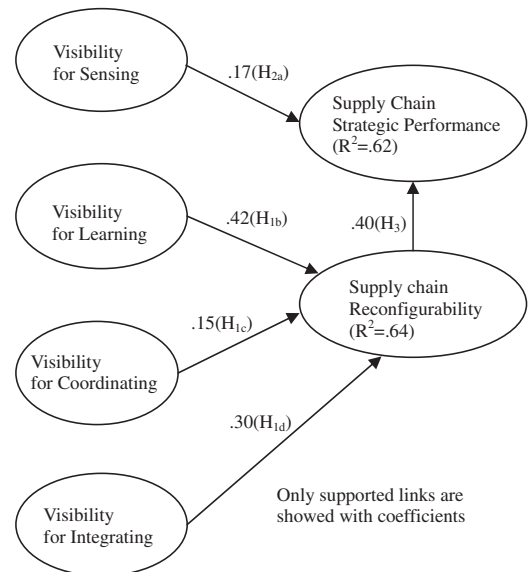 Visibility
for Sensing
.17(H2a)
Supply Chain
Strategic Performance
(R²=.62)
Visibility
for Learning
.42(H1b)
.40(H3)
Supply chain
Reconfigurability
(R²=.64)
.15(H1c)
Visibility
for Coordinating
.30(H1d)
Visibility
for Integrating
Only supported links are
showed with coefficients